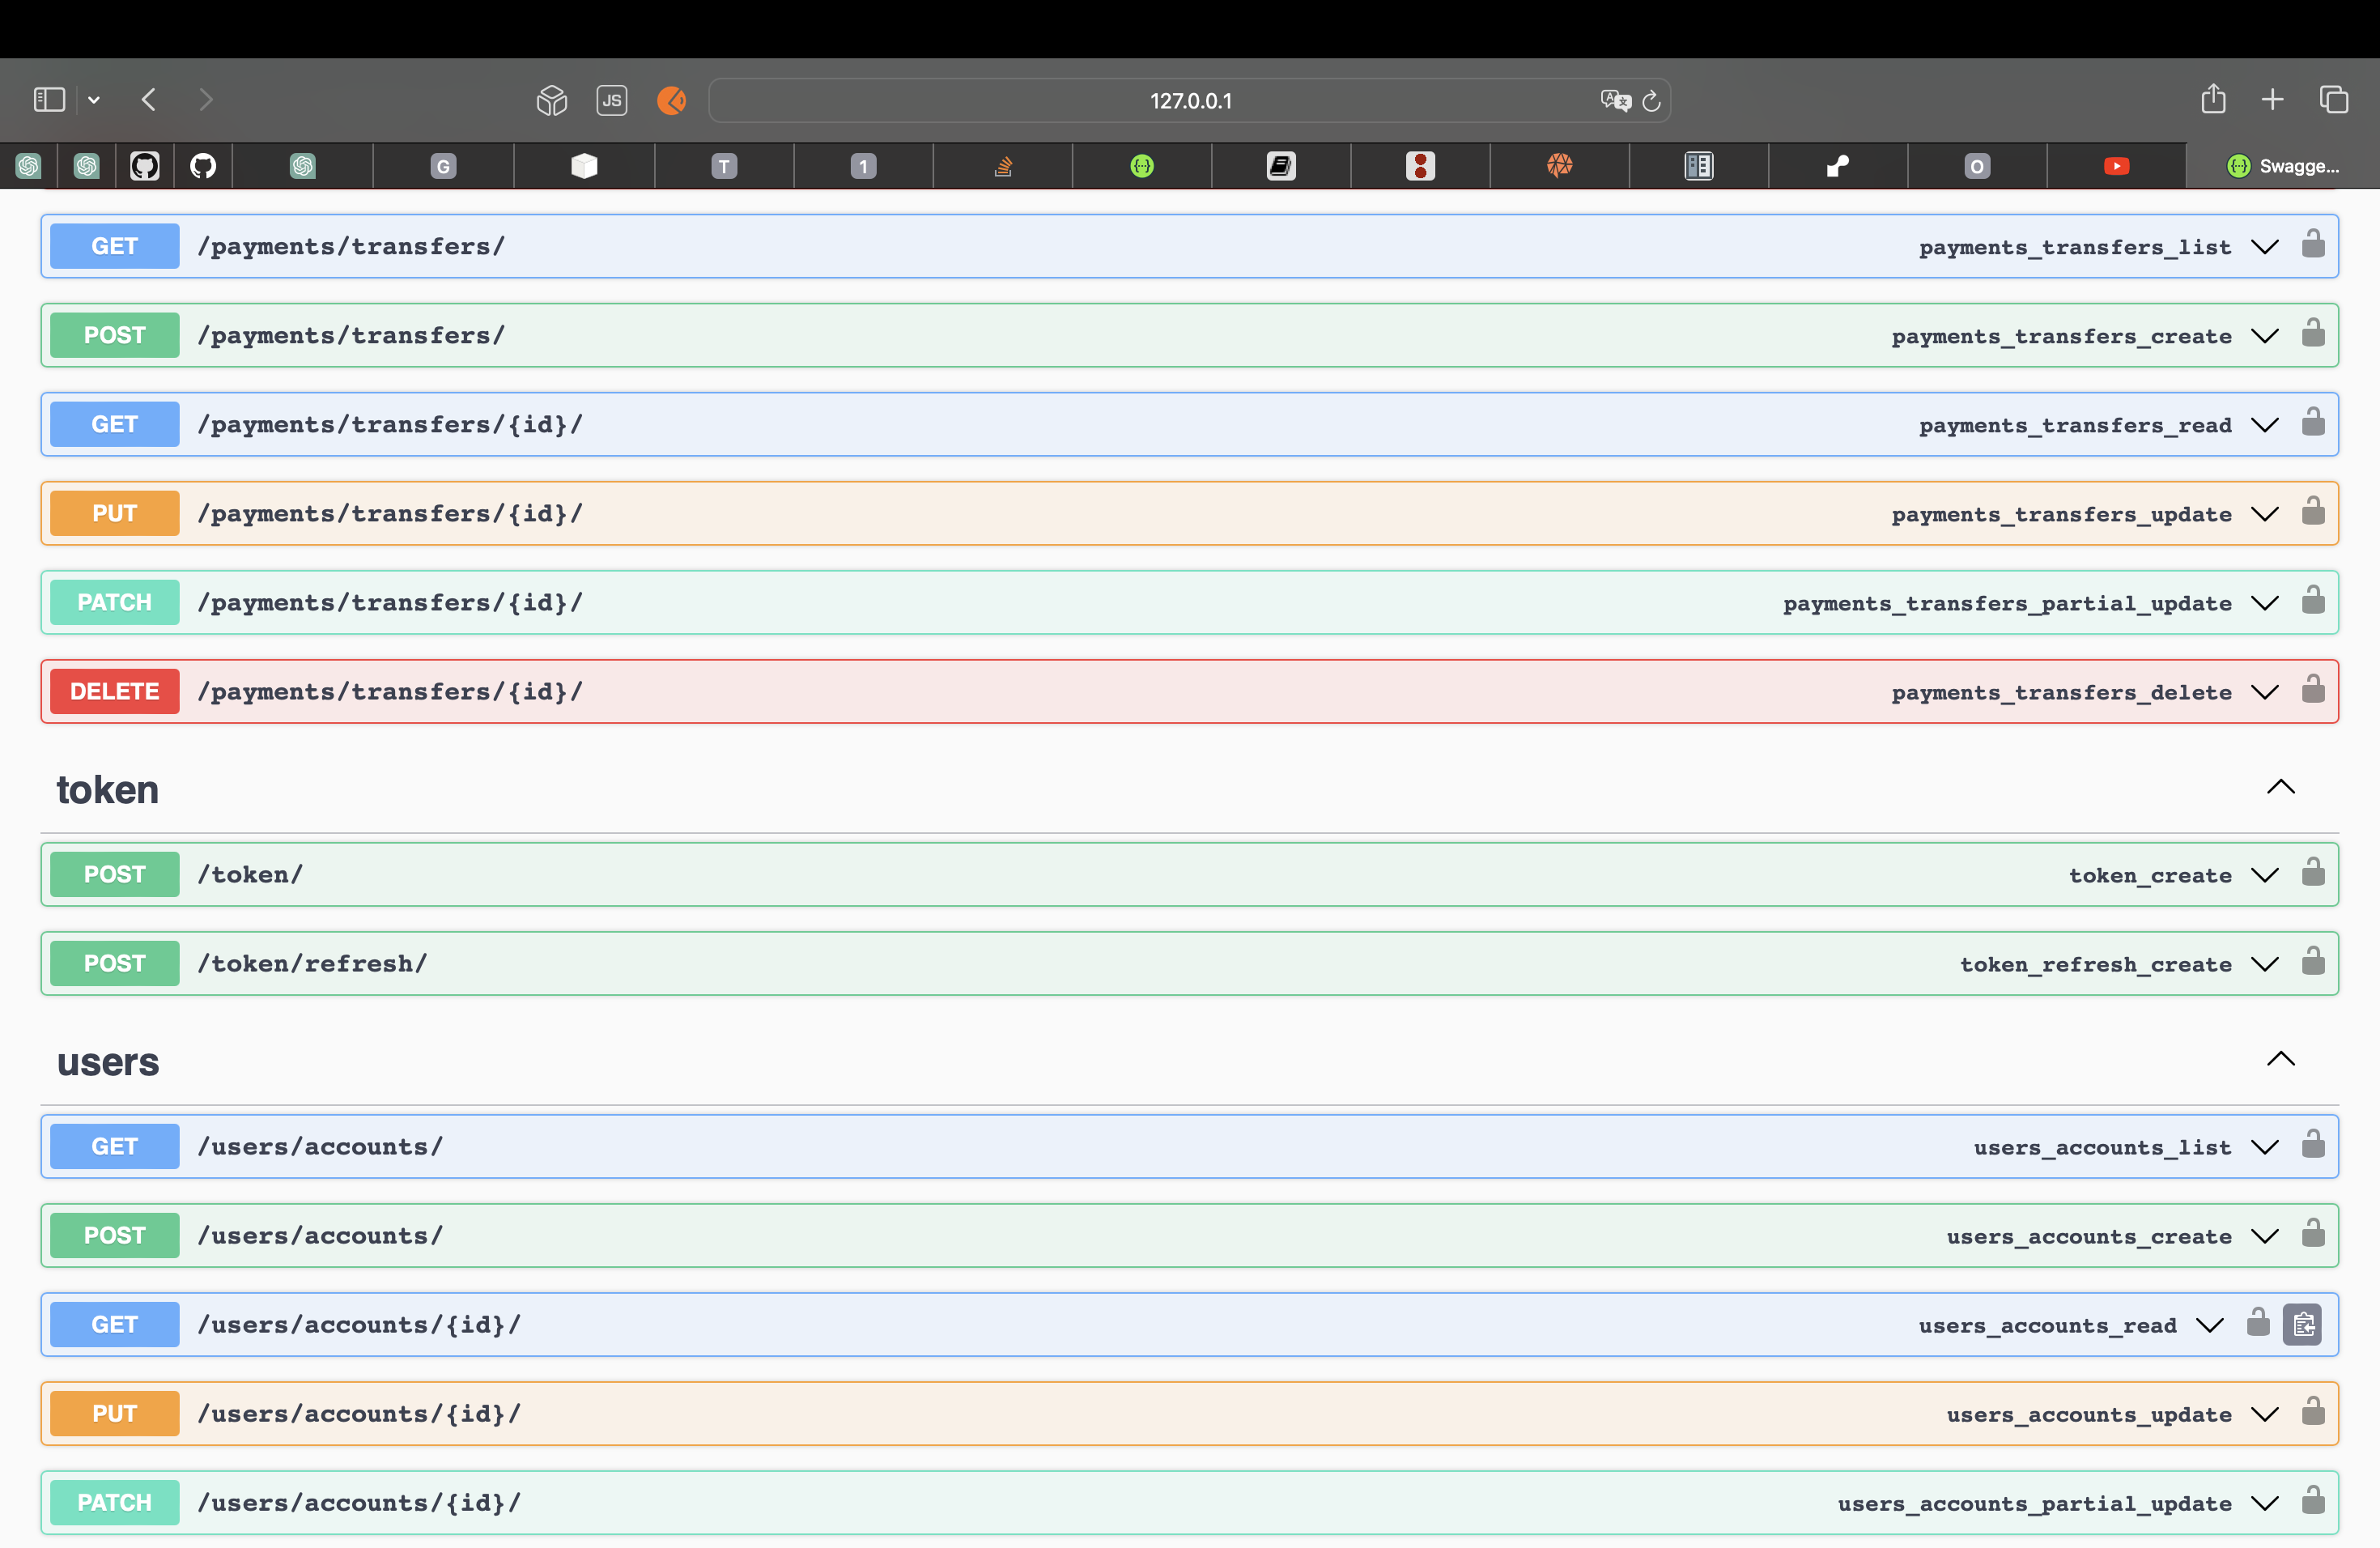 JS
127.0.0.1
G
T
1
O
Swagge...
GET /payments/transfers/ payments_transfers_list
POST /payments/transfers/ payments_transfers_create
GET /payments/transfers/{id}/ payments_transfers_read
PUT /payments/transfers/{id}/ payments_transfers_update
PATCH /payments/transfers/{id}/ payments_transfers_partial_update
DELETE /payments/transfers/{id}/ payments_transfers_delete
token
POST /token/ token_create
POST /token/refresh/ token_refresh_create
users
GET /users/accounts/ users_accounts_list
POST /users/accounts/ users_accounts_create
GET /users/accounts/{id}/ users_accounts_read
PUT /users/accounts/{id}/ users_accounts_update
PATCH /users/accounts/{id}/ users_accounts_partial_update